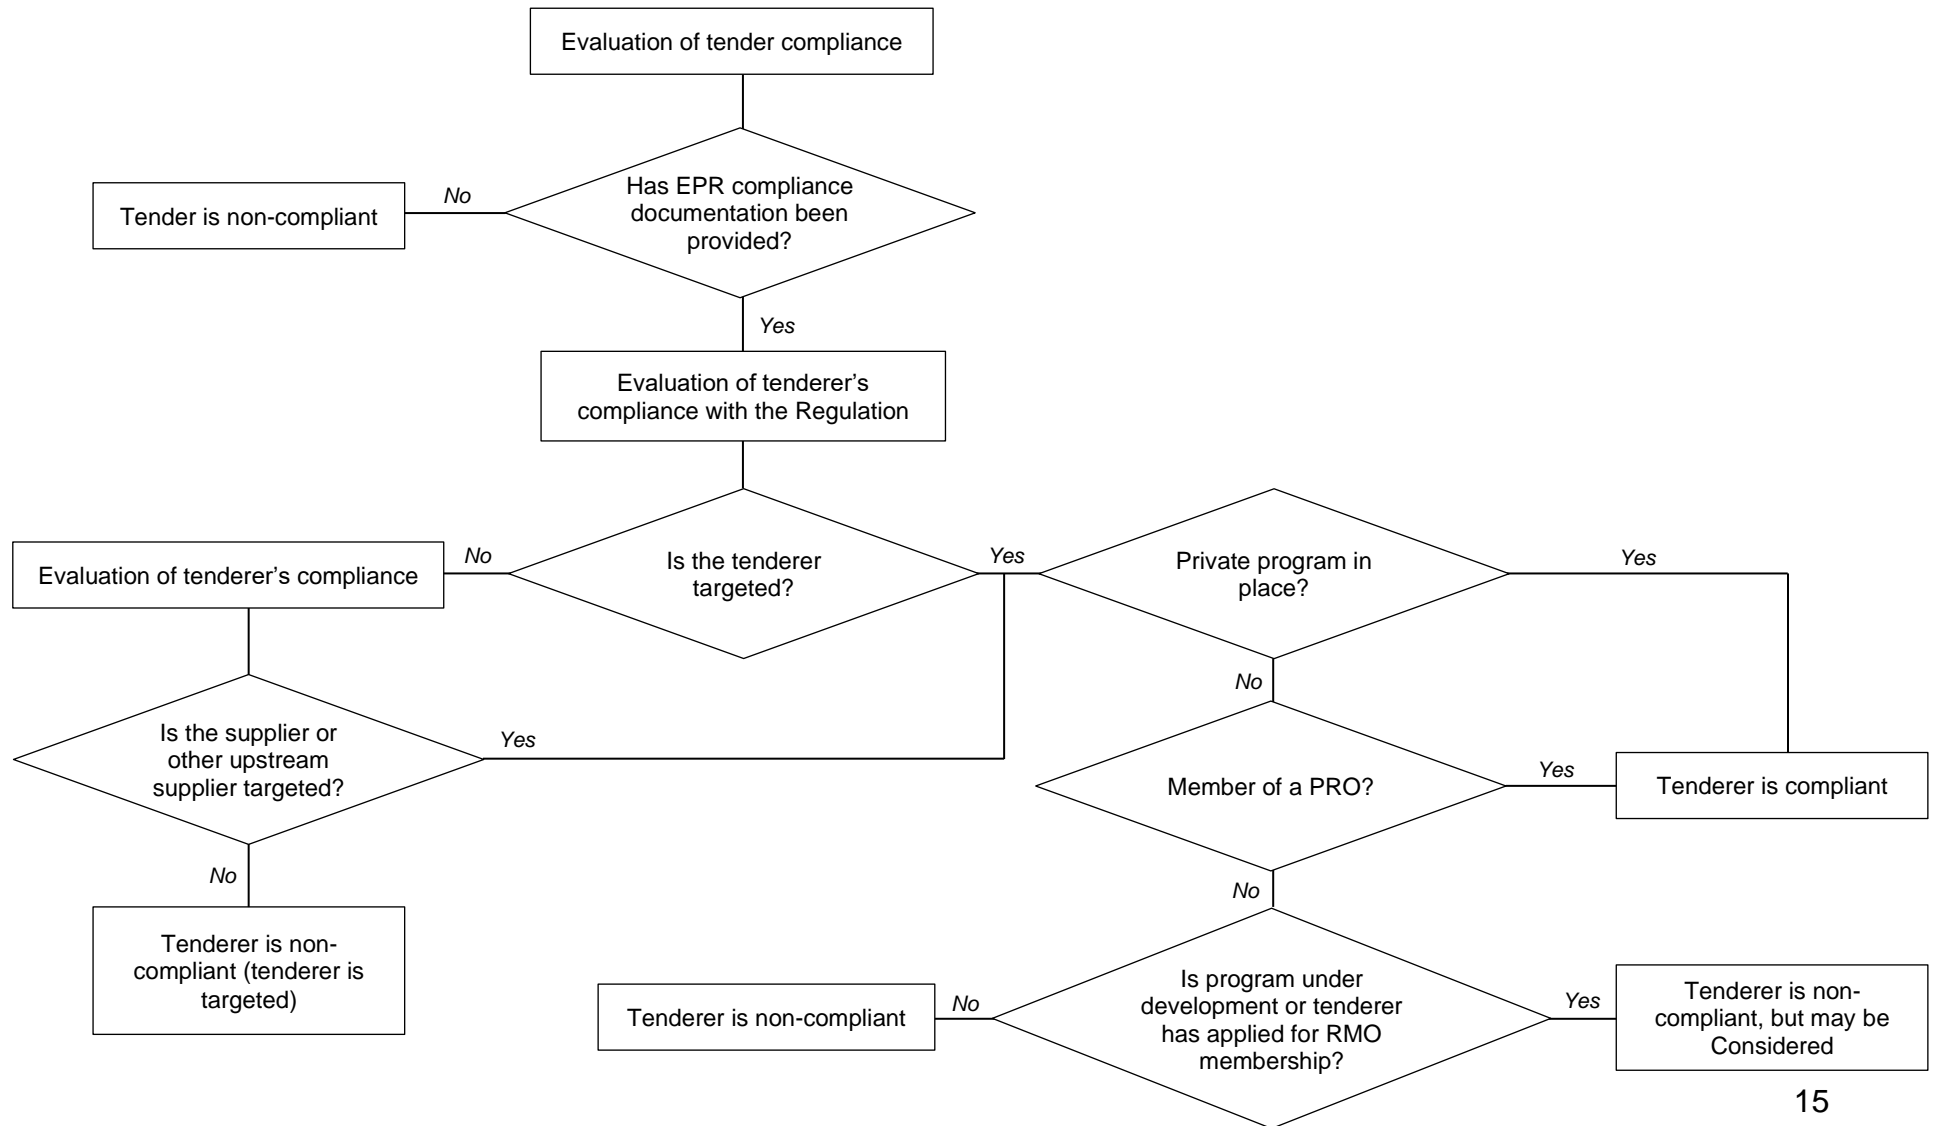 Evaluation of tender compliance
Has EPR compliance
documentation been
provided?
No
Tender is non-compliant
Yes
Evaluation of tenderer’s
compliance with the Regulation
Is the tenderer
targeted?
No
Evaluation of tenderer’s compliance
Yes
Private program in
place?
Yes
No
Is the supplier or
other upstream
supplier targeted?
Yes
Member of a PRO?
Yes
Tenderer is compliant
No
Tenderer is non-
compliant (tenderer is
targeted)
No
Is program under
development or tenderer
has applied for RMO
membership?
No
Tenderer is non-compliant
Yes
Tenderer is non-
compliant, but may be
Considered
15